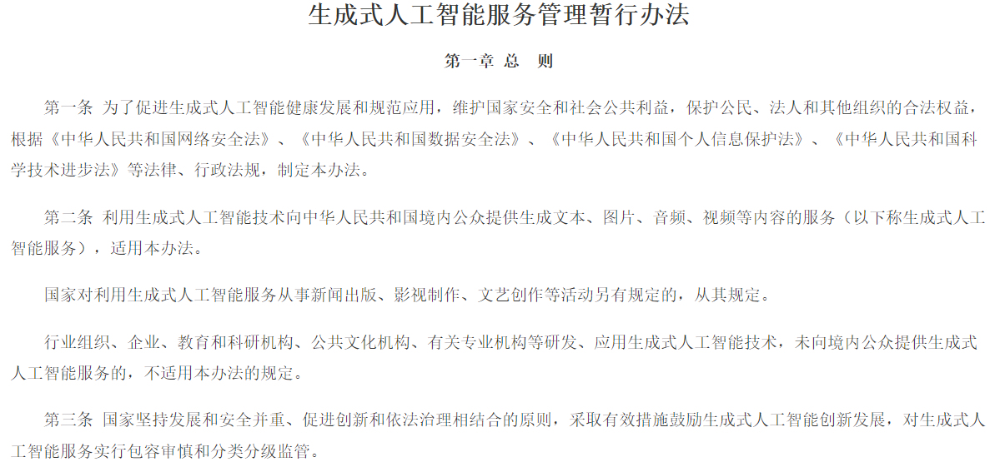 生成式人工智能服务管理暂行办法
第一章 总　则
第一条 为了促进生成式人工智能健康发展和规范应用，维护国家安全和社会公共利益，保护公民、法人和其他组织的合法权益，
根据《中华人民共和国网络安全法》、《中华人民共和国数据安全法》、《中华人民共和国个人信息保护法》、《中华人民共和国科
学技术进步法》等法律、行政法规，制定本办法。
第二条 利用生成式人工智能技术向中华人民共和国境内公众提供生成文本、图片、音频、视频等内容的服务（以下称生成式人工
智能服务），适用本办法。
国家对利用生成式人工智能服务从事新闻出版、影视制作、文艺创作等活动另有规定的，从其规定。
行业组织、企业、教育和科研机构、公共文化机构、有关专业机构等研发、应用生成式人工智能技术，未向境内公众提供生成式
人工智能服务的，不适用本办法的规定。
第三条 国家坚持发展和安全并重、促进创新和依法治理相结合的原则，采取有效措施鼓励生成式人工智能创新发展，对生成式人
工智能服务实行包容审慎和分类分级监管。